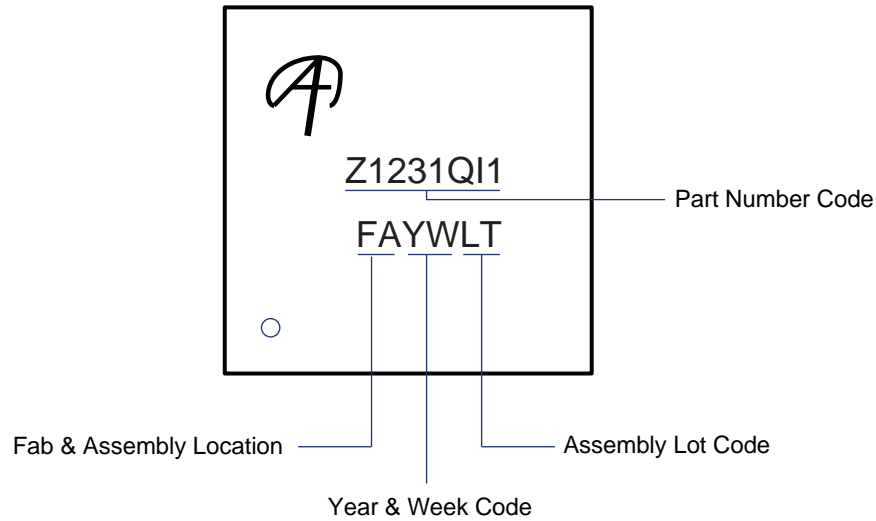 Z1231QI1
Part Number Code
FAYWLT
Fab & Assembly Location
Assembly Lot Code
Year & Week Code